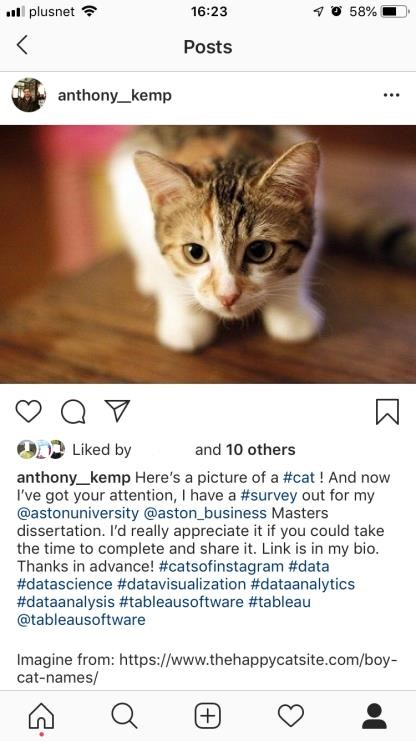 plusnet 16:23 58%
Posts
anthony__kemp
Liked by and 10 others
anthony__kemp Here's a picture of a #cat ! And now
I've got your attention, I have a #survey out for my
@astonuniversity @aston_business Masters
dissertation. I'd really appreciate it if you could take
the time to complete and share it. Link is in my bio.
Thanks in advance! #catsofinstagram #data
#datascience #datavisualization #dataanalytics
#dataanalysis #tableausoftware #tableau
@tableausoftware
Imagine from: https://www.thehappycatsite.com/boy-
cat-names/